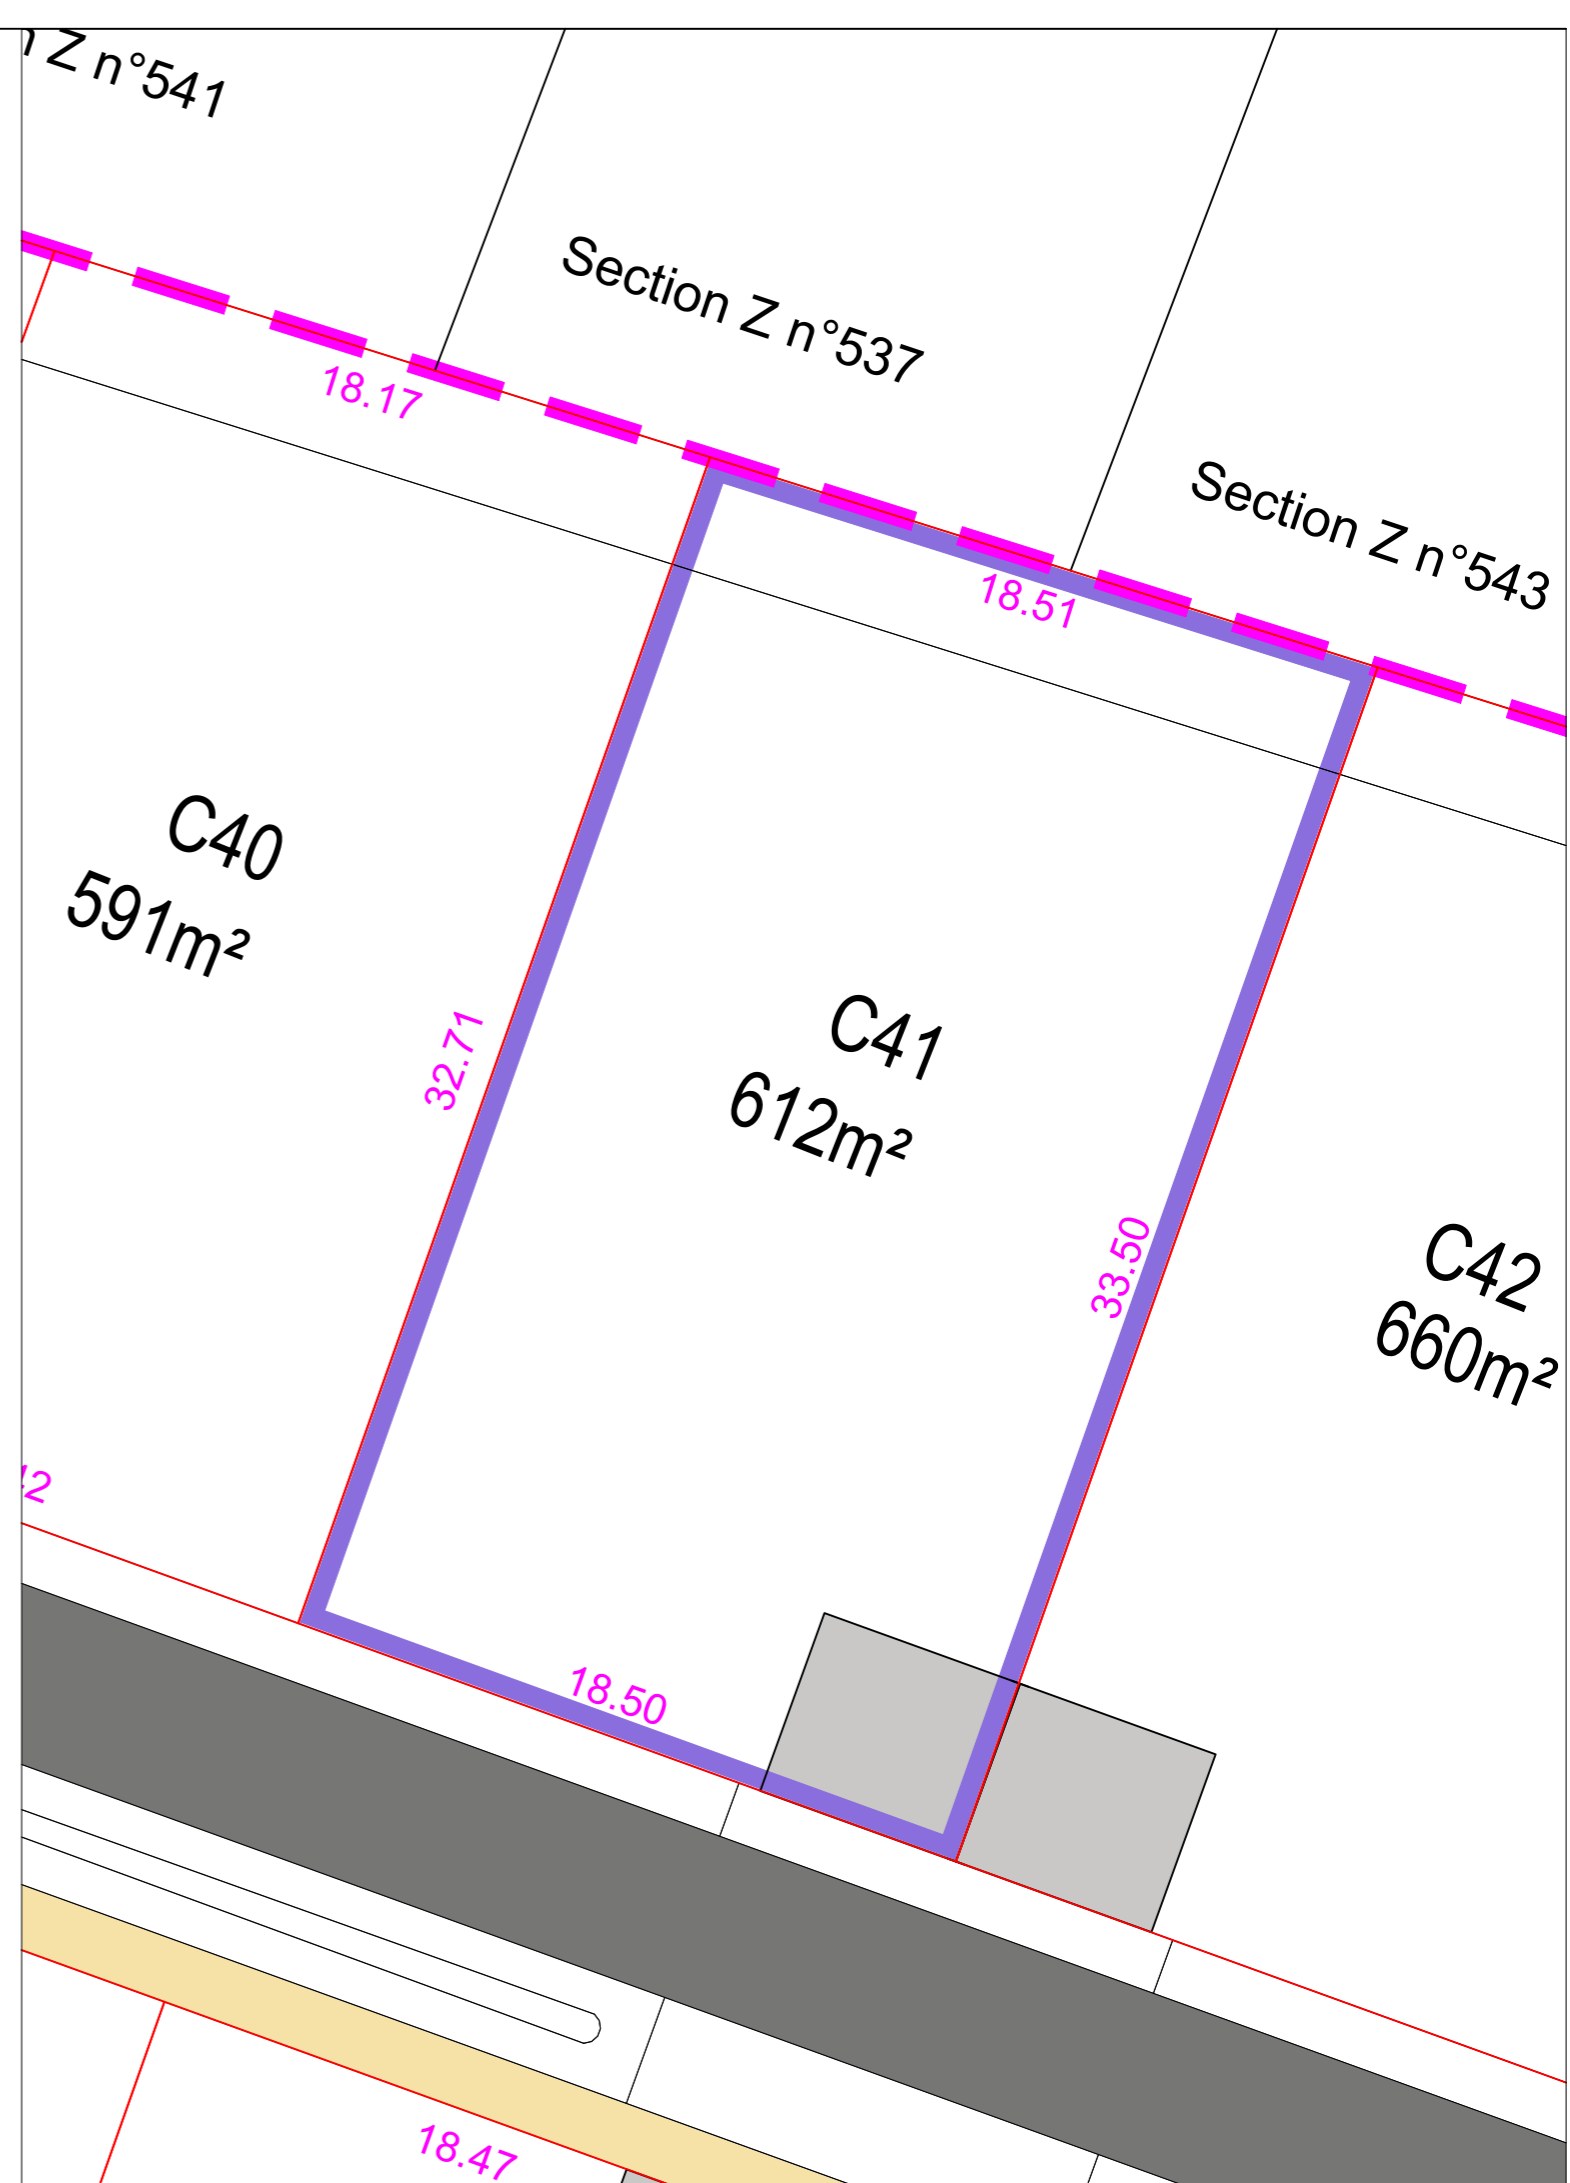 Z n°541
Section Z n°537
18.17
Section Z n°543
18.51
C40
591m²
C41
612m²
32.71
33.50
C42
660m²
18.50
18.47